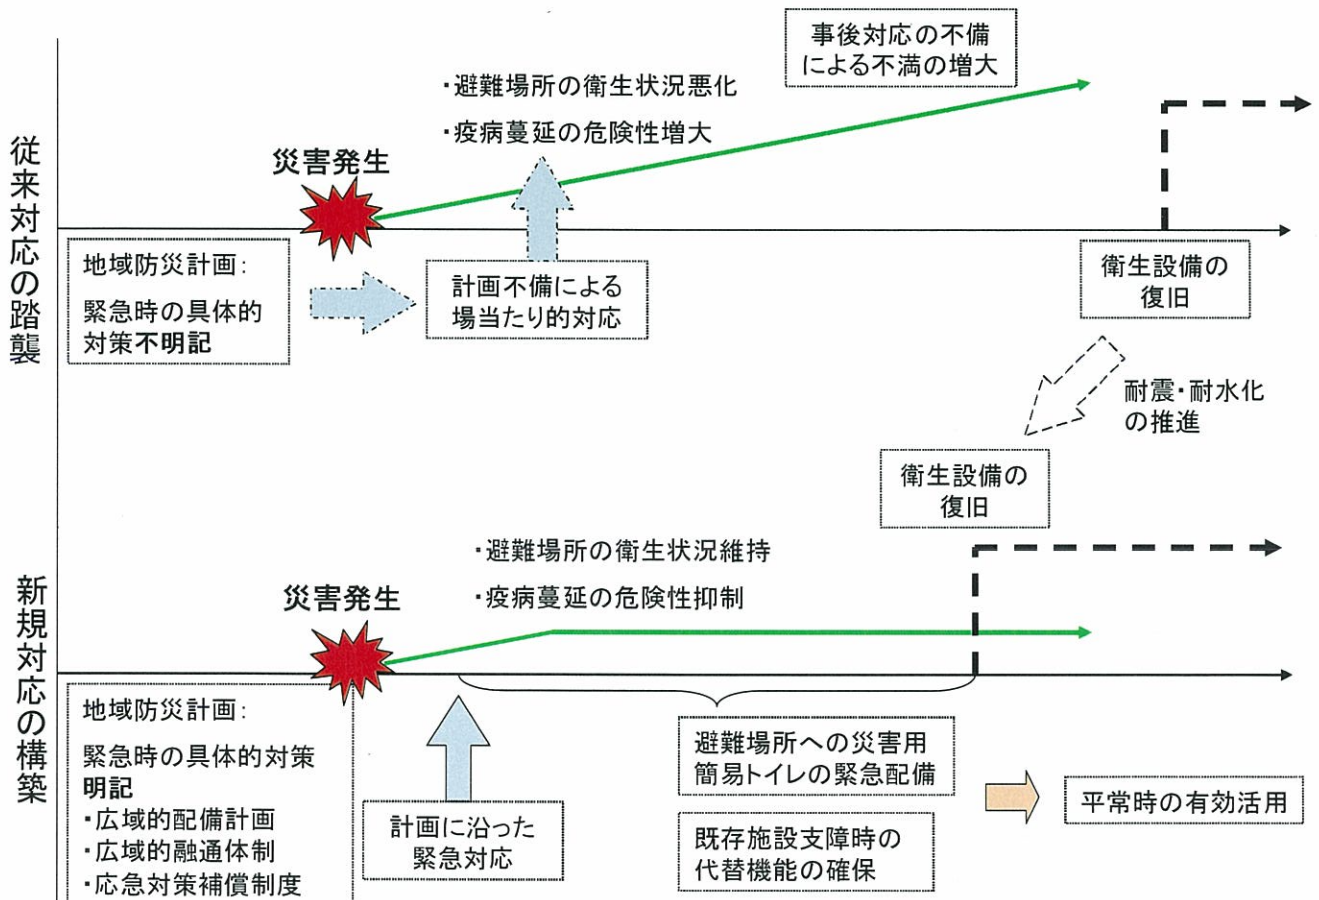 従来対応の踏襲
事後対応の不備
による不満の増大
・避難場所の衛生状況悪化
・疫病蔓延の危険性増大
災害発生
地域防災計画：
緊急時の具体的
対策不明記
計画不備による
場当たり的対応
衛生設備の
復旧
耐震・耐水化
の推進
新規対応の構築
衛生設備の
復旧
・避難場所の衛生状況維持
・疫病蔓延の危険性抑制
災害発生
地域防災計画：
緊急時の具体的対策
明記
・広域的配備計画
・広域的融通体制
・応急対策補償制度
計画に沿った
緊急対応
避難場所への災害用
簡易トイレの緊急配備
既存施設支障時の
代替機能の確保
平常時の有効活用